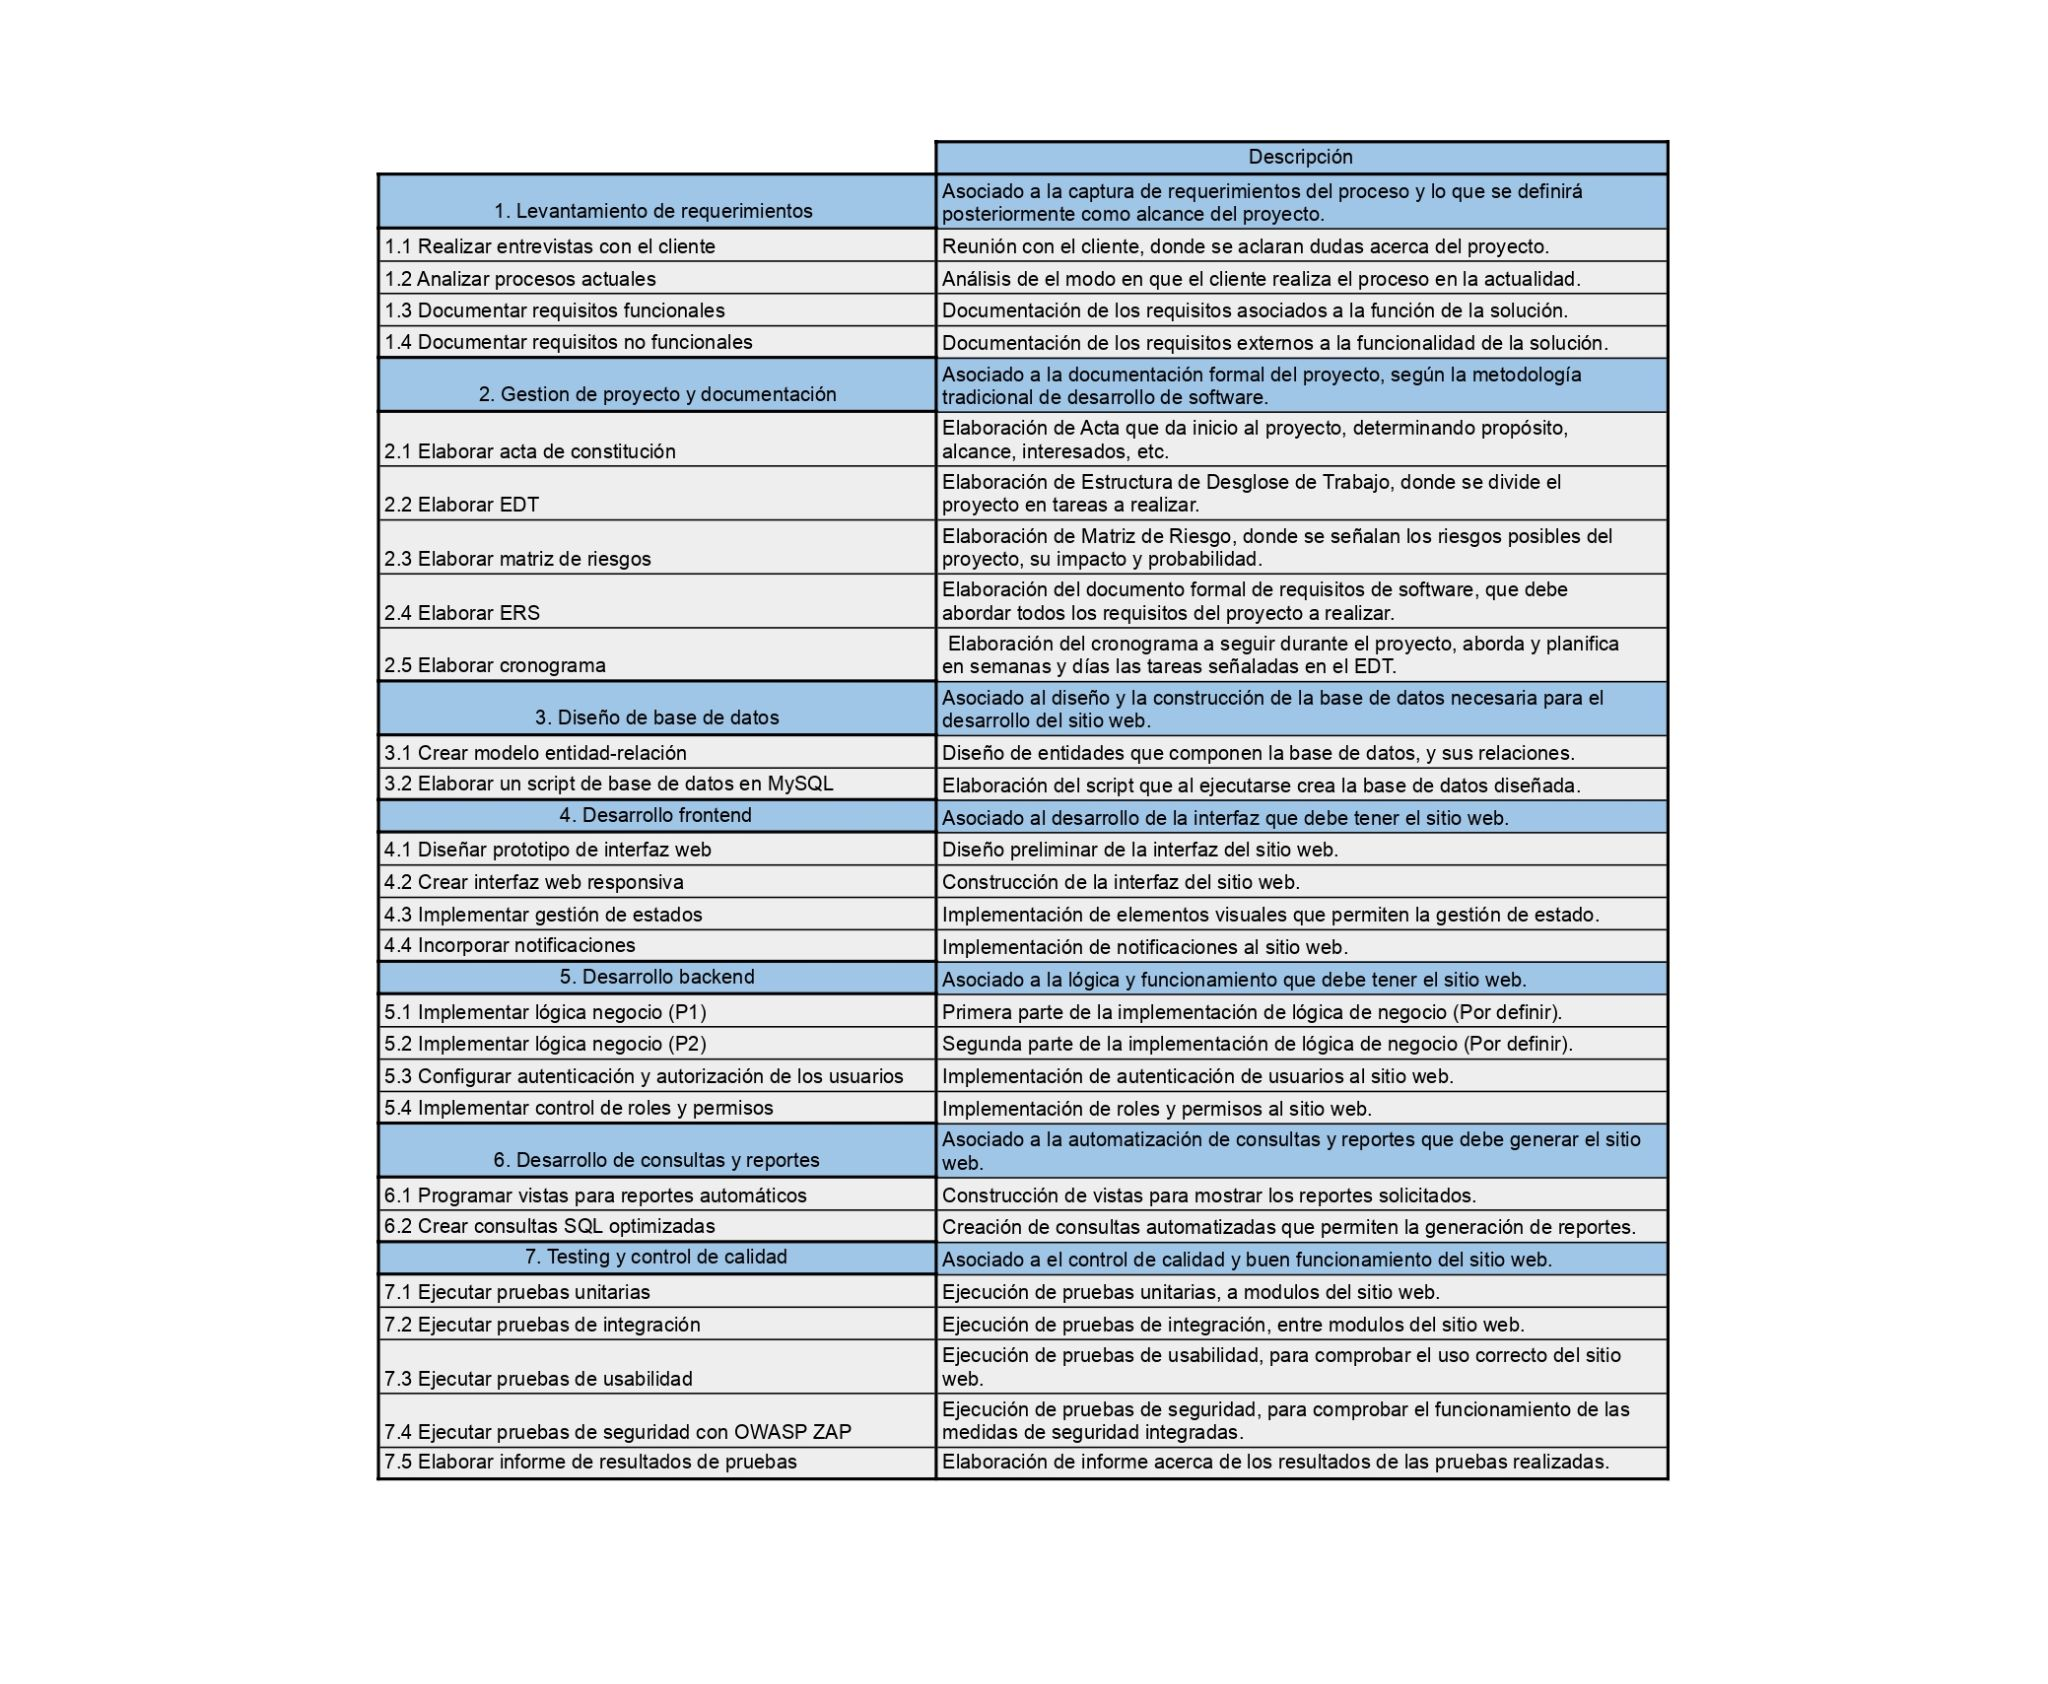 Descripción
1. Levantamiento de requerimientos
Asociado a la captura de requerimientos del proceso y lo que se definirá
posteriormente como alcance del proyecto.
1.1 Realizar entrevistas con el cliente
Reunión con el cliente, donde se aclaran dudas acerca del proyecto.
1.2 Analizar procesos actuales
Análisis de el modo en que el cliente realiza el proceso en la actualidad.
1.3 Documentar requisitos funcionales
Documentación de los requisitos asociados a la función de la solución.
1.4 Documentar requisitos no funcionales
Documentación de los requisitos externos a la funcionalidad de la solución.
2. Gestion de proyecto y documentación
Asociado a la documentación formal del proyecto, según la metodología
tradicional de desarrollo de software.
2.1 Elaborar acta de constitución
Elaboración de Acta que da inicio al proyecto, determinando propósito,
alcance, interesados, etc.
2.2 Elaborar EDT
Elaboración de Estructura de Desglose de Trabajo, donde se divide el
proyecto en tareas a realizar.
2.3 Elaborar matriz de riesgos
Elaboración de Matriz de Riesgo, donde se señalan los riesgos posibles del
proyecto, su impacto y probabilidad.
2.4 Elaborar ERS
Elaboración del documento formal de requisitos de software, que debe
abordar todos los requisitos del proyecto a realizar.
2.5 Elaborar cronograma
Elaboración del cronograma a seguir durante el proyecto, aborda y planifica
en semanas y días las tareas señaladas en el EDT.
3. Diseño de base de datos
Asociado al diseño y la construcción de la base de datos necesaria para el
desarrollo del sitio web.
3.1 Crear modelo entidad-relación
Diseño de entidades que componen la base de datos, y sus relaciones.
3.2 Elaborar un script de base de datos en MySQL
Elaboración del script que al ejecutarse crea la base de datos diseñada.
4. Desarrollo frontend
Asociado al desarrollo de la interfaz que debe tener el sitio web.
4.1 Diseñar prototipo de interfaz web
Diseño preliminar de la interfaz del sitio web.
4.2 Crear interfaz web responsiva
Construcción de la interfaz del sitio web.
4.3 Implementar gestión de estados
Implementación de elementos visuales que permiten la gestión de estado.
4.4 Incorporar notificaciones
Implementación de notificaciones al sitio web.
5. Desarrollo backend
Asociado a la lógica y funcionamiento que debe tener el sitio web.
5.1 Implementar lógica negocio (P1)
Primera parte de la implementación de lógica de negocio (Por definir).
5.2 Implementar lógica negocio (P2)
Segunda parte de la implementación de lógica de negocio (Por definir).
5.3 Configurar autenticación y autorización de los usuarios
Implementación de autenticación de usuarios al sitio web.
5.4 Implementar control de roles y permisos
Implementación de roles y permisos al sitio web.
6. Desarrollo de consultas y reportes
Asociado a la automatización de consultas y reportes que debe generar el sitio
web.
6.1 Programar vistas para reportes automáticos
Construcción de vistas para mostrar los reportes solicitados.
6.2 Crear consultas SQL optimizadas
Creación de consultas automatizadas que permiten la generación de reportes.
7. Testing y control de calidad
Asociado a el control de calidad y buen funcionamiento del sitio web.
7.1 Ejecutar pruebas unitarias
Ejecución de pruebas unitarias, a modulos del sitio web.
7.2 Ejecutar pruebas de integración
Ejecución de pruebas de integración, entre modulos del sitio web.
7.3 Ejecutar pruebas de usabilidad
Ejecución de pruebas de usabilidad, para comprobar el uso correcto del sitio
web.
7.4 Ejecutar pruebas de seguridad con OWASP ZAP
Ejecución de pruebas de seguridad, para comprobar el funcionamiento de las
medidas de seguridad integradas.
7.5 Elaborar informe de resultados de pruebas
Elaboración de informe acerca de los resultados de las pruebas realizadas.